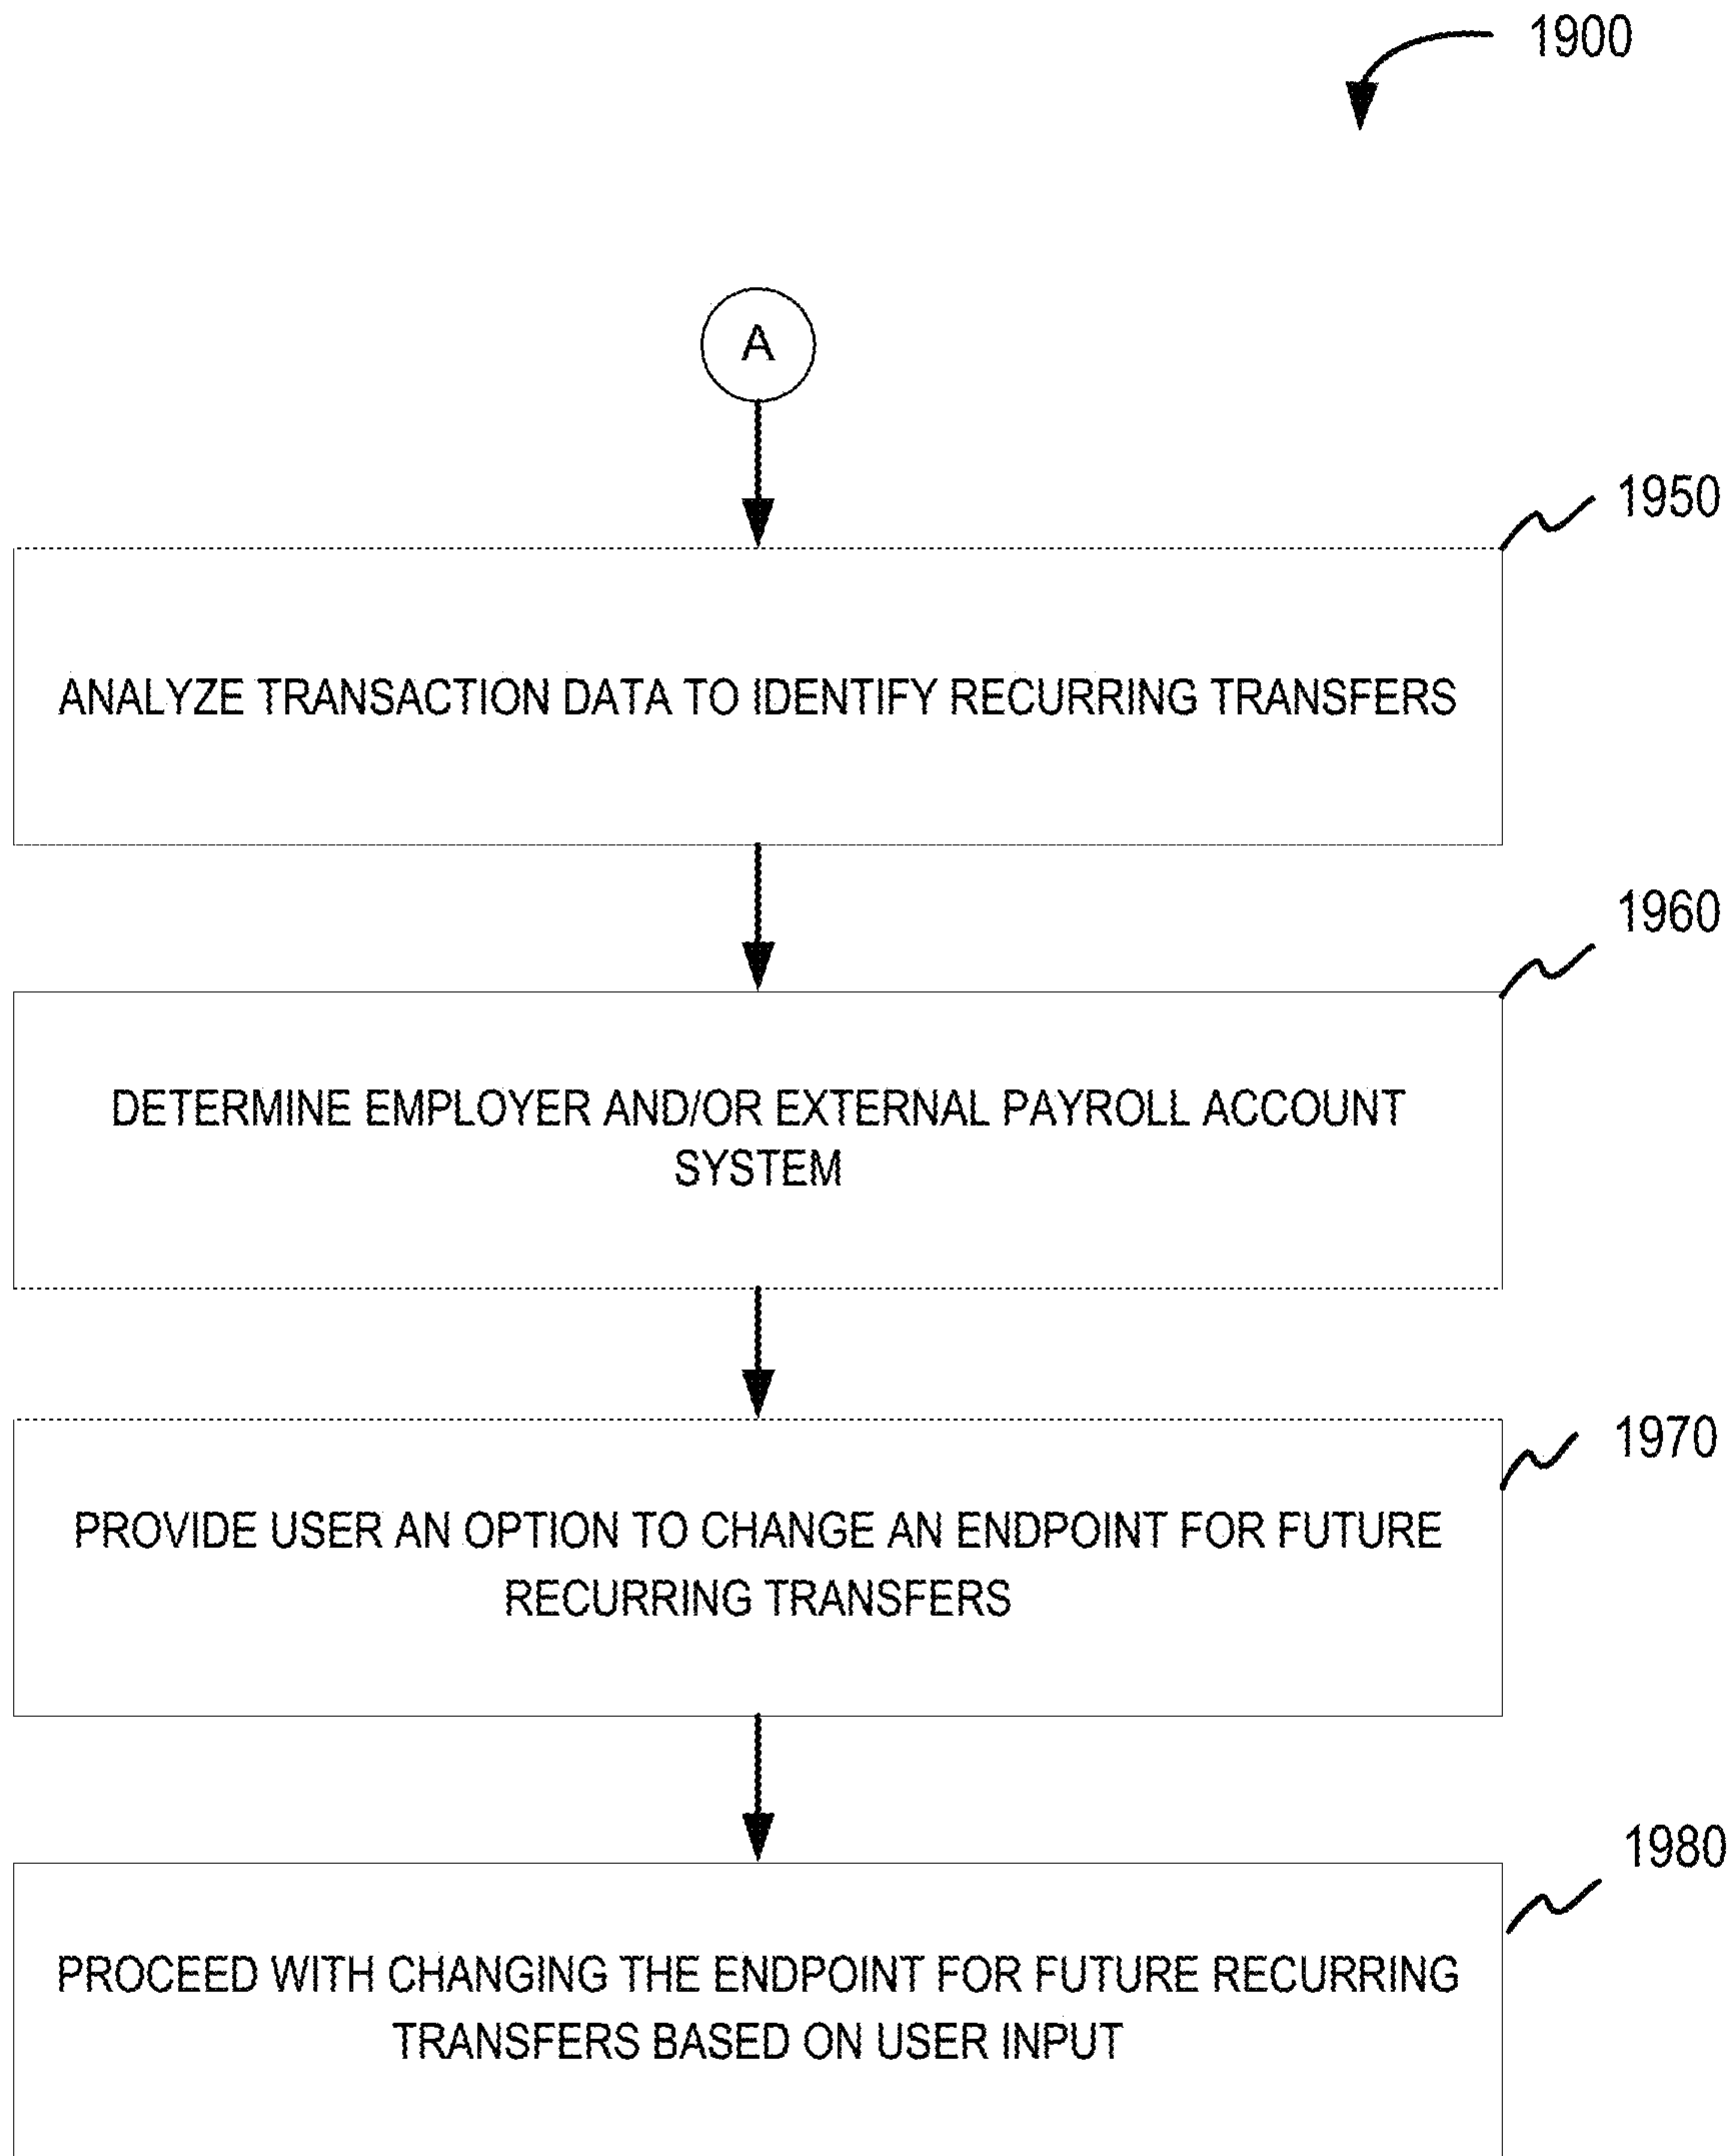 1900
A
1950
ANALYZE TRANSACTION DATA TO IDENTIFY RECURRING TRANSFERS
1960
DETERMINE EMPLOYER AND/OR EXTERNAL PAYROLL ACCOUNT
SYSTEM
1970
PROVIDE USER AN OPTION TO CHANGE AN ENDPOINT FOR FUTURE
RECURRING TRANSFERS
1980
PROCEED WITH CHANGING THE ENDPOINT FOR FUTURE RECURRING
TRANSFERS BASED ON USER INPUT